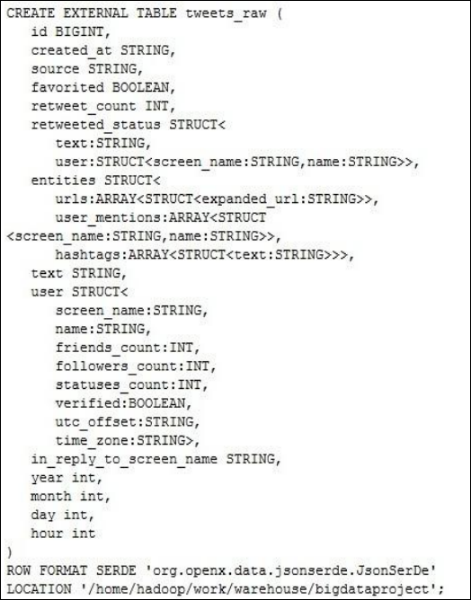 CREATE EXTERNAL TABLE tweets_raw (
id BIGINT,
created_at STRING,
source STRING,
favorited BOOLEAN,
retweet_count INT,
retweeted_status STRUCT<
text:STRING,
user:STRUCT<screen_name:STRING,name:STRING>>,
entities STRUCT<
urls:ARRAY<STRUCT<expanded_url:STRING>>,
user_mentions:ARRAY<STRUCT
<screen_name:STRING,name:STRING>>,
hashtags:ARRAY<STRUCT<text:STRING>>>,
text STRING,
user STRUCT<
screen_name:STRING,
name:STRING,
friends_count:INT,
followers_count:INT,
statuses_count:INT,
verified:BOOLEAN,
utc_offset:STRING,
time_zone:STRING>,
in_reply_to_screen_name STRING,
year int,
month int,
day int,
hour int
)
ROW FORMAT SERDE 'org.openx.data.jsonserde.JsonSerDe'
LOCATION '/home/hadoop/work/warehouse/bigdataproject';